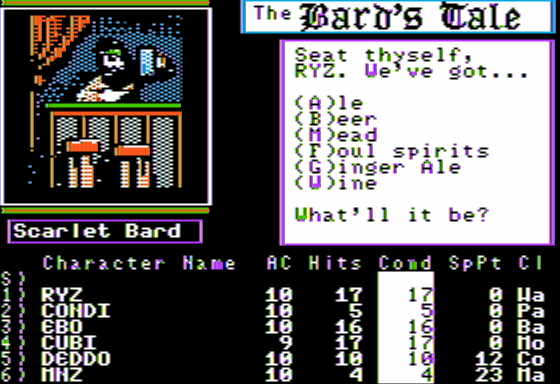 The Bard's Tale
Seat thyself,
RYZ. We've got...
(A)le
(B)eer
(M)ead
(F)oul spirits
(G)inger Ale
(W)ine
What'll it be?
Scarlet Bard
Character Name AC Hits Cond SpPt Cl
S)
1) RYZ 10 17 17 0 Wa
2) CONDI 10 5 5 0 Pa
3) EBO 10 16 16 0 Ba
4) CUBI 9 17 17 0 Mo
5) DEDDO 10 10 10 12 Co
6) MNZ 10 4 4 23 Ma